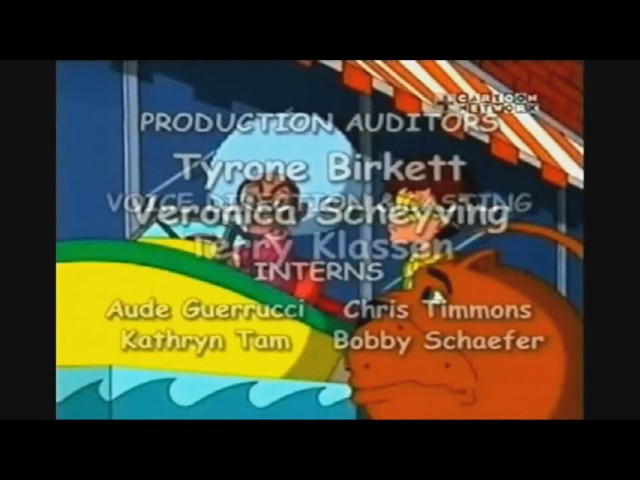 CARTOON
NETWORK
PRODUCTION AUDITORS
Tyrone Birkett
VOICE DIRECTION & CASTING
Veronica Scheyving
Terry Klassen
INTERNS
Aude Guerrucci Chris Timmons
Kathryn Tam Bobby Schaefer